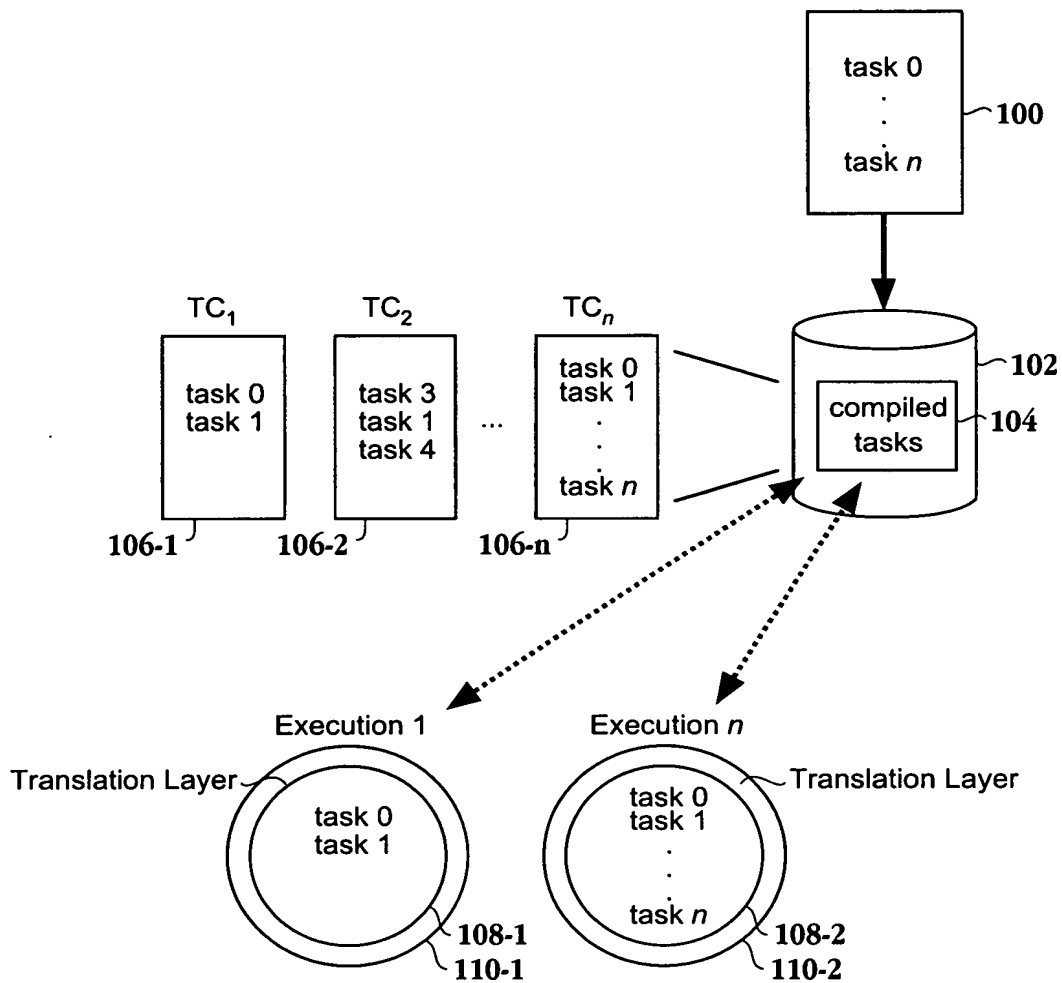 task 0
.
.
.
task n
100
TC1
TC2
TCn
task 0
task 1
task 3
task 1
task 4
...
task 0
task 1
.
.
.
task n
102
compiled
tasks
104
106-1
106-2
106-n
Execution 1
Execution n
Translation Layer
Translation Layer
task 0
task 1
task 0
task 1
.
.
.
task n
108-1
110-1
108-2
110-2